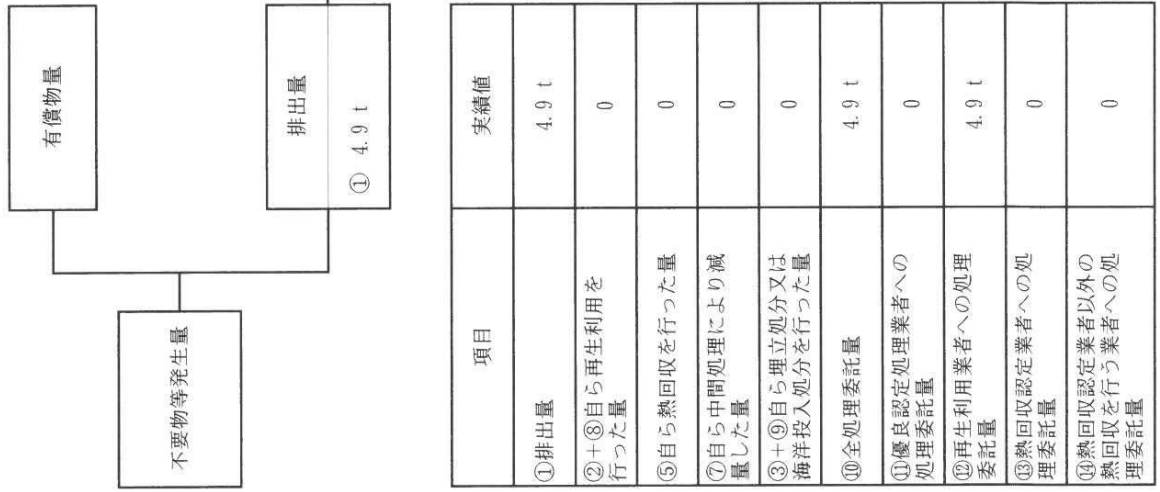 有償物量
不要物等発生量
排出量
① 4.9 t
項目
実績値
①排出量
4.9 t
②+⑧自ら再生利用を
行った量
0
⑤自ら熱回収を行った量
0
⑦自ら中間処理により減
量した量
0
③+⑨自ら埋立処分又は
海洋投入処分を行った量
0
⑩全処理委託量
4.9 t
⑪優良認定処理業者への
処理委託量
0
⑫再生利用業者への処理
委託量
4.9 t
⑬熱回収認定業者への処
理委託量
0
⑭熱回収認定業者以外の
熱回収を行う業者への処
理委託量
0